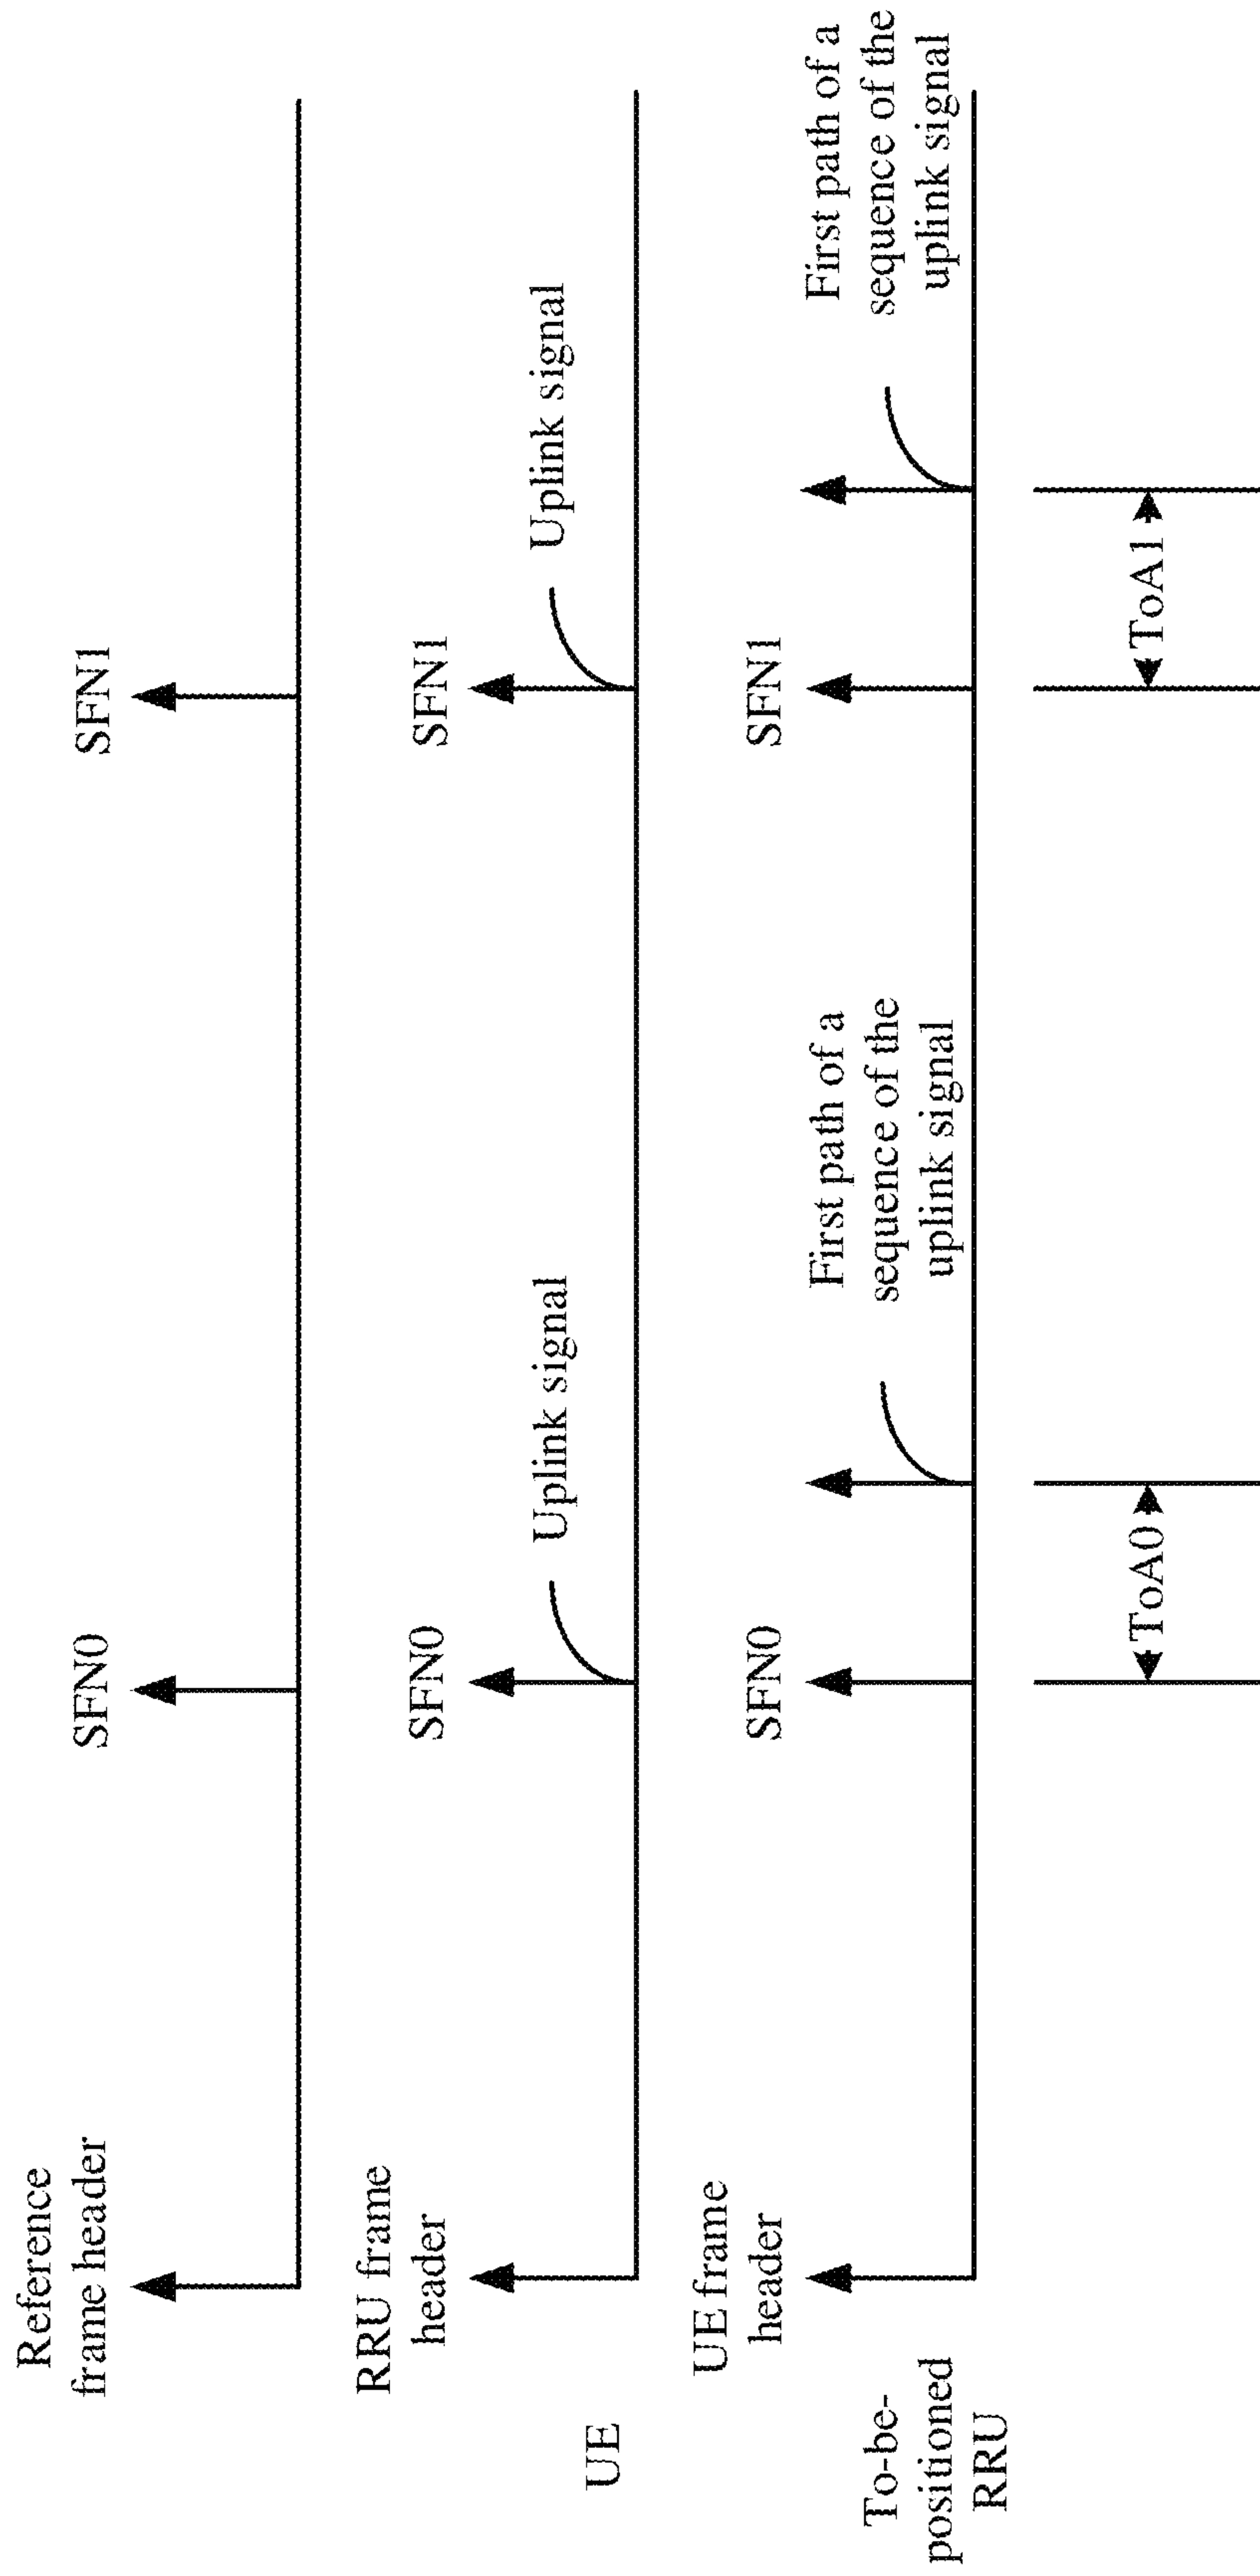 Reference
frame header
SFN0
SFN1
RRU frame
header
UE
SFN0
Uplink signal
SFN1
Uplink signal
UE frame
header
To-be-
positioned
RRU
SFN0
First path of a
sequence of the
uplink signal
SFN1
First path of a
sequence of the
uplink signal
ToA0
ToA1